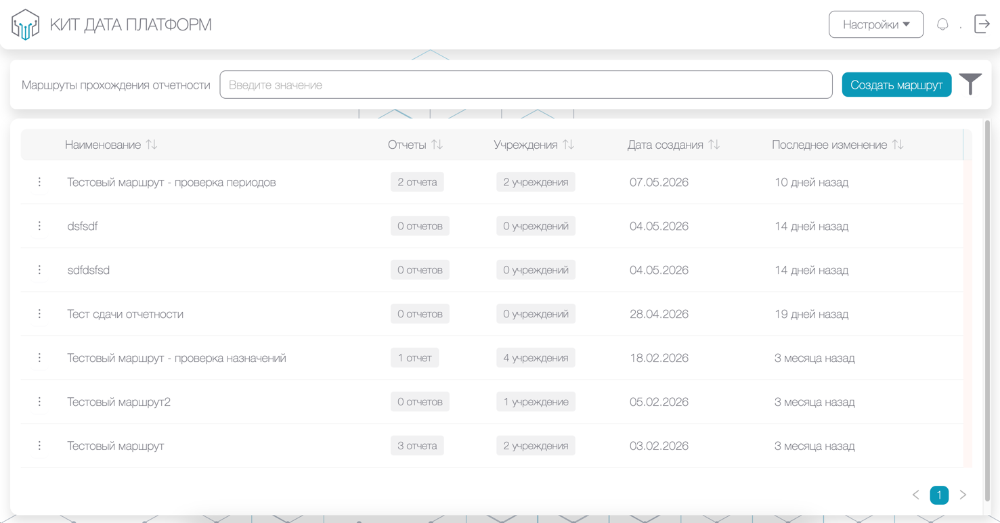 КИТ ДАТА ПЛАТФОРМ
Настройки
.
Маршруты прохождения отчетности Введите значение Создать маршрут
Наименование Отчеты Учреждения Дата создания Последнее изменение
Тестовый маршрут - проверка периодов 2 отчета 2 учреждения 07.05.2026 10 дней назад
dsfsdf 0 отчетов 0 учреждений 04.05.2026 14 дней назад
sdfdsfsd 0 отчетов 0 учреждений 04.05.2026 14 дней назад
Тест сдачи отчетности 0 отчетов 0 учреждений 28.04.2026 19 дней назад
Тестовый маршрут - проверка назначений 1 отчет 4 учреждения 18.02.2026 3 месяца назад
Тестовый маршрут2 0 отчетов 1 учреждение 05.02.2026 3 месяца назад
Тестовый маршрут 3 отчета 2 учреждения 03.02.2026 3 месяца назад
1